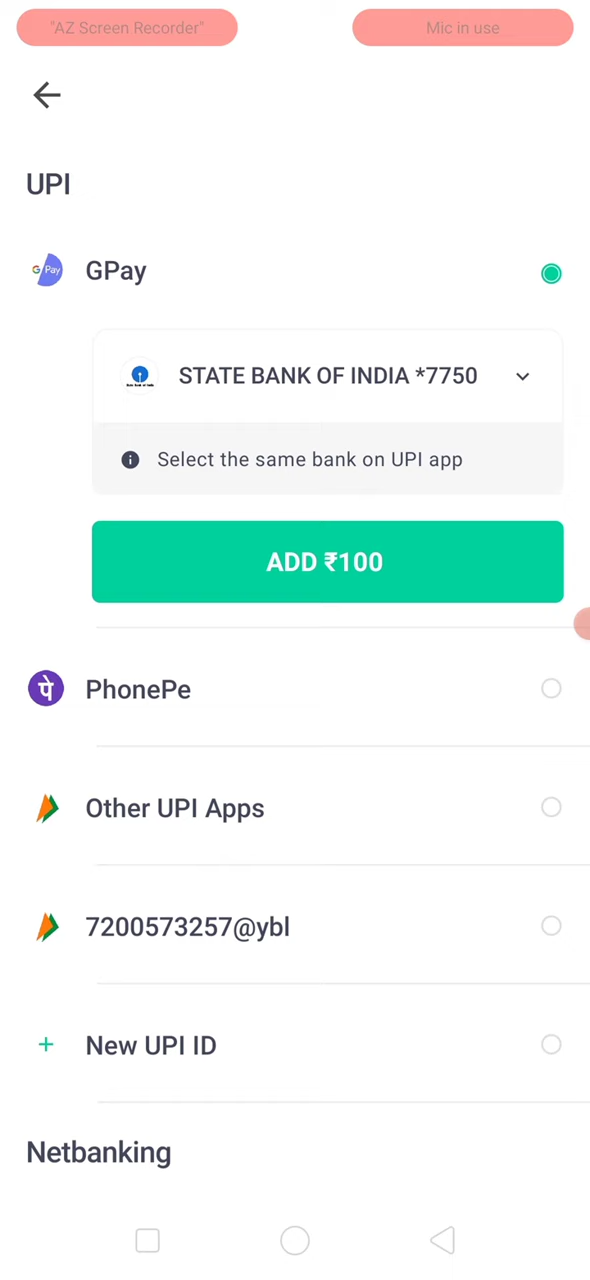 "AZ Screen Recorder"
Mic in use
UPI
G Pay
GPay
STATE BANK OF INDIA *7750
Select the same bank on UPI app
ADD ₹100
पे
PhonePe
Other UPI Apps
7200573257@ybl
+ New UPI ID
Netbanking